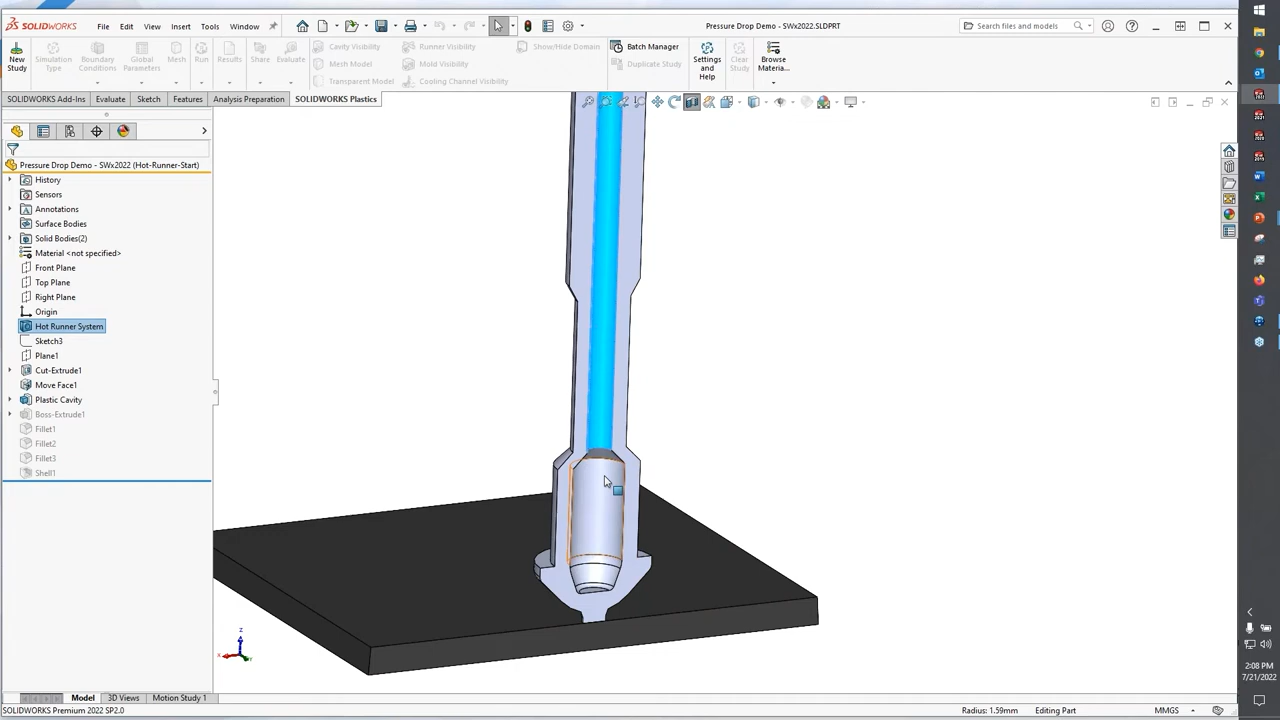 SOLIDWORKS
File
Edit
View
Insert
Tools
Window
Pressure Drop Demo - SWx2022.SLDPRT
Search files and models
New
Study
Simulation
Type
Boundary
Conditions
Global
Parameters
Mesh
Run
Results
Share
Evaluate
Cavity Visibility
Mesh Model
Transparent Model
Runner Visibility
Mold Visibility
Cooling Channel Visibility
Show/Hide Domain
Batch Manager
Duplicate Study
Settings
and
Help
Clear
Study
Browse
Materia...
SOLIDWORKS Add-Ins
Evaluate
Sketch
Features
Analysis Preparation
SOLIDWORKS Plastics
Pressure Drop Demo - SWx2022 (Hot-Runner-Start)
History
Sensors
Annotations
Surface Bodies
Solid Bodies(2)
Material <not specified>
Front Plane
Top Plane
Right Plane
Origin
Hot Runner System
Sketch3
Plane1
Cut-Extrude1
Move Face1
Plastic Cavity
Boss-Extrude1
Fillet1
Fillet2
Fillet3
Shell1
Model
3D Views
Motion Study 1
SOLIDWORKS Premium 2022 SP2.0
Radius: 1.59mm
Editing Part
MMGS
2:08 PM
7/21/2022